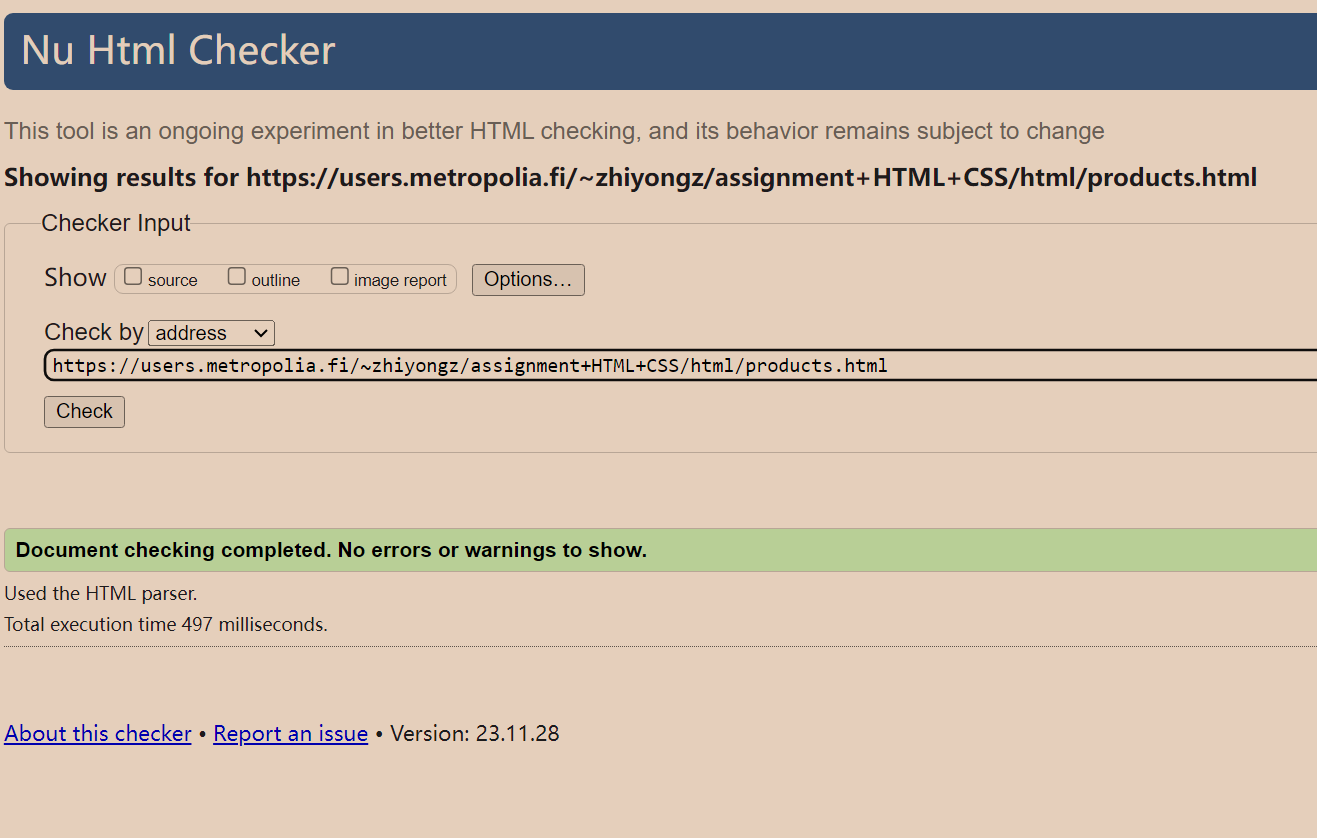 Nu Html Checker
This tool is an ongoing experiment in better HTML checking, and its behavior remains subject to change
Showing results for https://users.metropolia.fi/~zhiyongz/assignment+HTML+CSS/html/products.html
Checker Input
Show source outline image report Options…
Check by address
https://users.metropolia.fi/~zhiyongz/assignment+HTML+CSS/html/products.html
Check
Document checking completed. No errors or warnings to show.
Used the HTML parser.
Total execution time 497 milliseconds.
About this checker • Report an issue • Version: 23.11.28